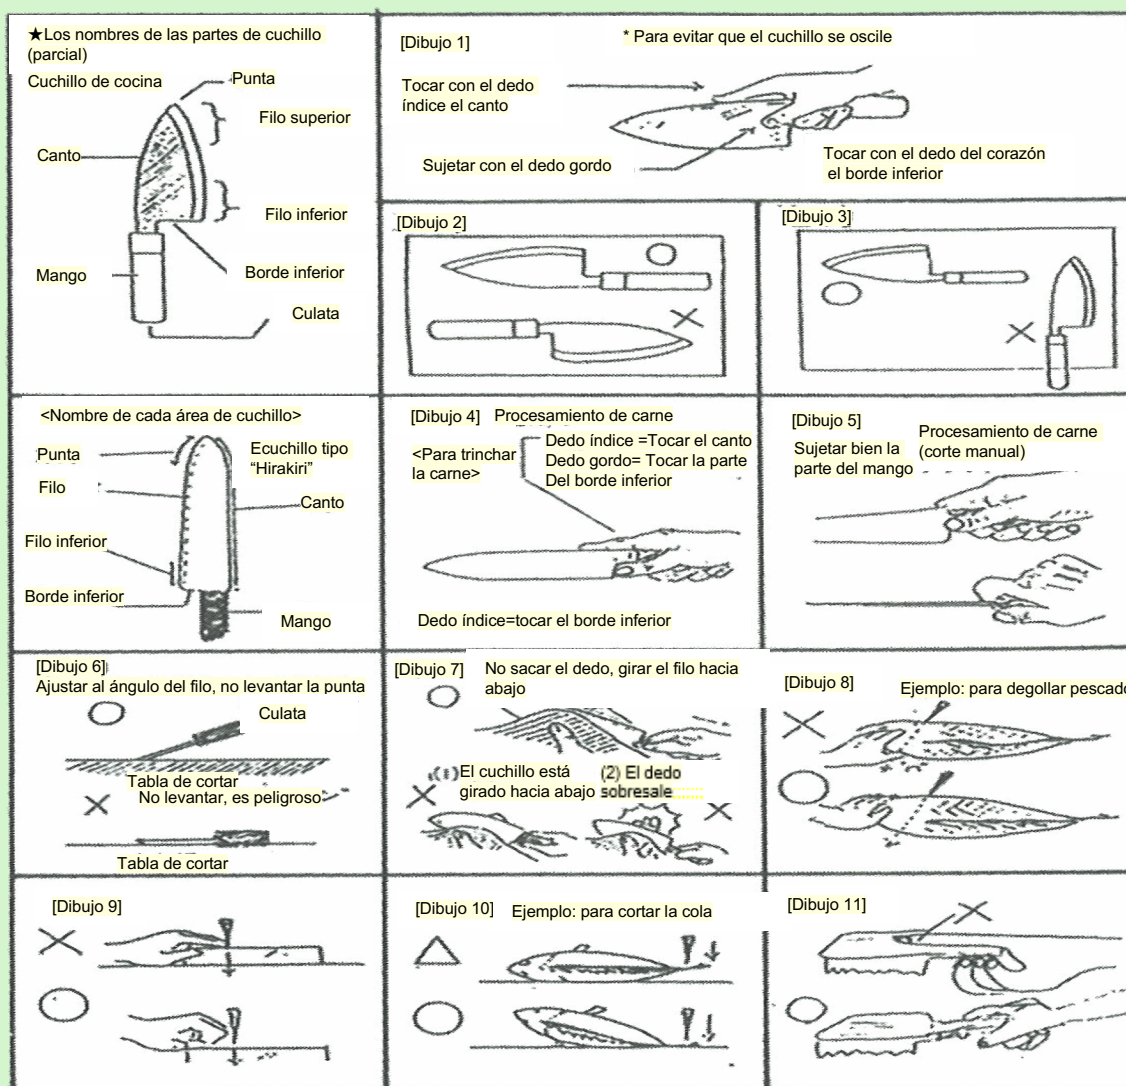 ★Los nombres de las partes de cuchillo
(parcial)
Cuchillo de cocina
Punta
Filo superior
Canto
Filo inferior
Mango
Borde inferior
Culata
[Dibujo 1]
* Para evitar que el cuchillo se oscile
Tocar con el dedo
índice el canto
Sujetar con el dedo gordo
Tocar con el dedo del corazón
el borde inferior
[Dibujo 2]
[Dibujo 3]
<Nombre de cada área de cuchillo>
Punta
Ecuchillo tipo
“Hirakiri”
Filo
Canto
Filo inferior
Borde inferior
Mango
[Dibujo 4] Procesamiento de carne
<Para trinchar
la carne>
Dedo índice =Tocar el canto
Dedo gordo= Tocar la parte
Del borde inferior
Dedo índice=tocar el borde inferior
[Dibujo 5]
Sujetar bien la
parte del mango
Procesamiento de carne
(corte manual)
[Dibujo 6]
Ajustar al ángulo del filo, no levantar la punta
Culata
Tabla de cortar
No levantar, es peligroso
Tabla de cortar
[Dibujo 7]
No sacar el dedo, girar el filo hacia
abajo
(1)El cuchillo está
girado hacia abajo
(2) El dedo
sobresale
[Dibujo 8]
Ejemplo: para degollar pescado
[Dibujo 9]
[Dibujo 10] Ejemplo: para cortar la cola
[Dibujo 11]